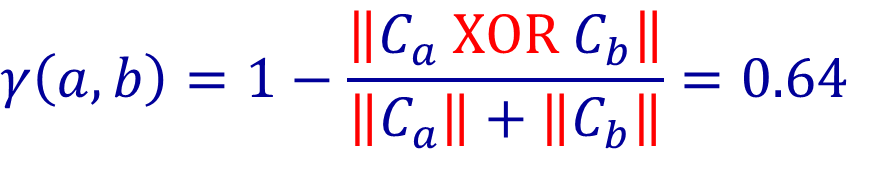 γ(a, b) = 1 − ‖C_a XOR C_b‖ / ‖C_a‖ + ‖C_b‖ = 0.64